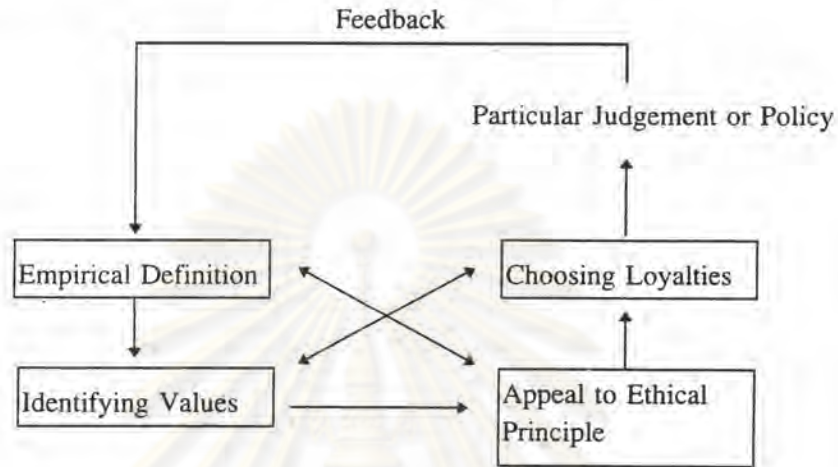 Feedback
Particular Judgement or Policy
Empirical Definition
Choosing Loyalties
Identifying Values
Appeal to Ethical
Principle